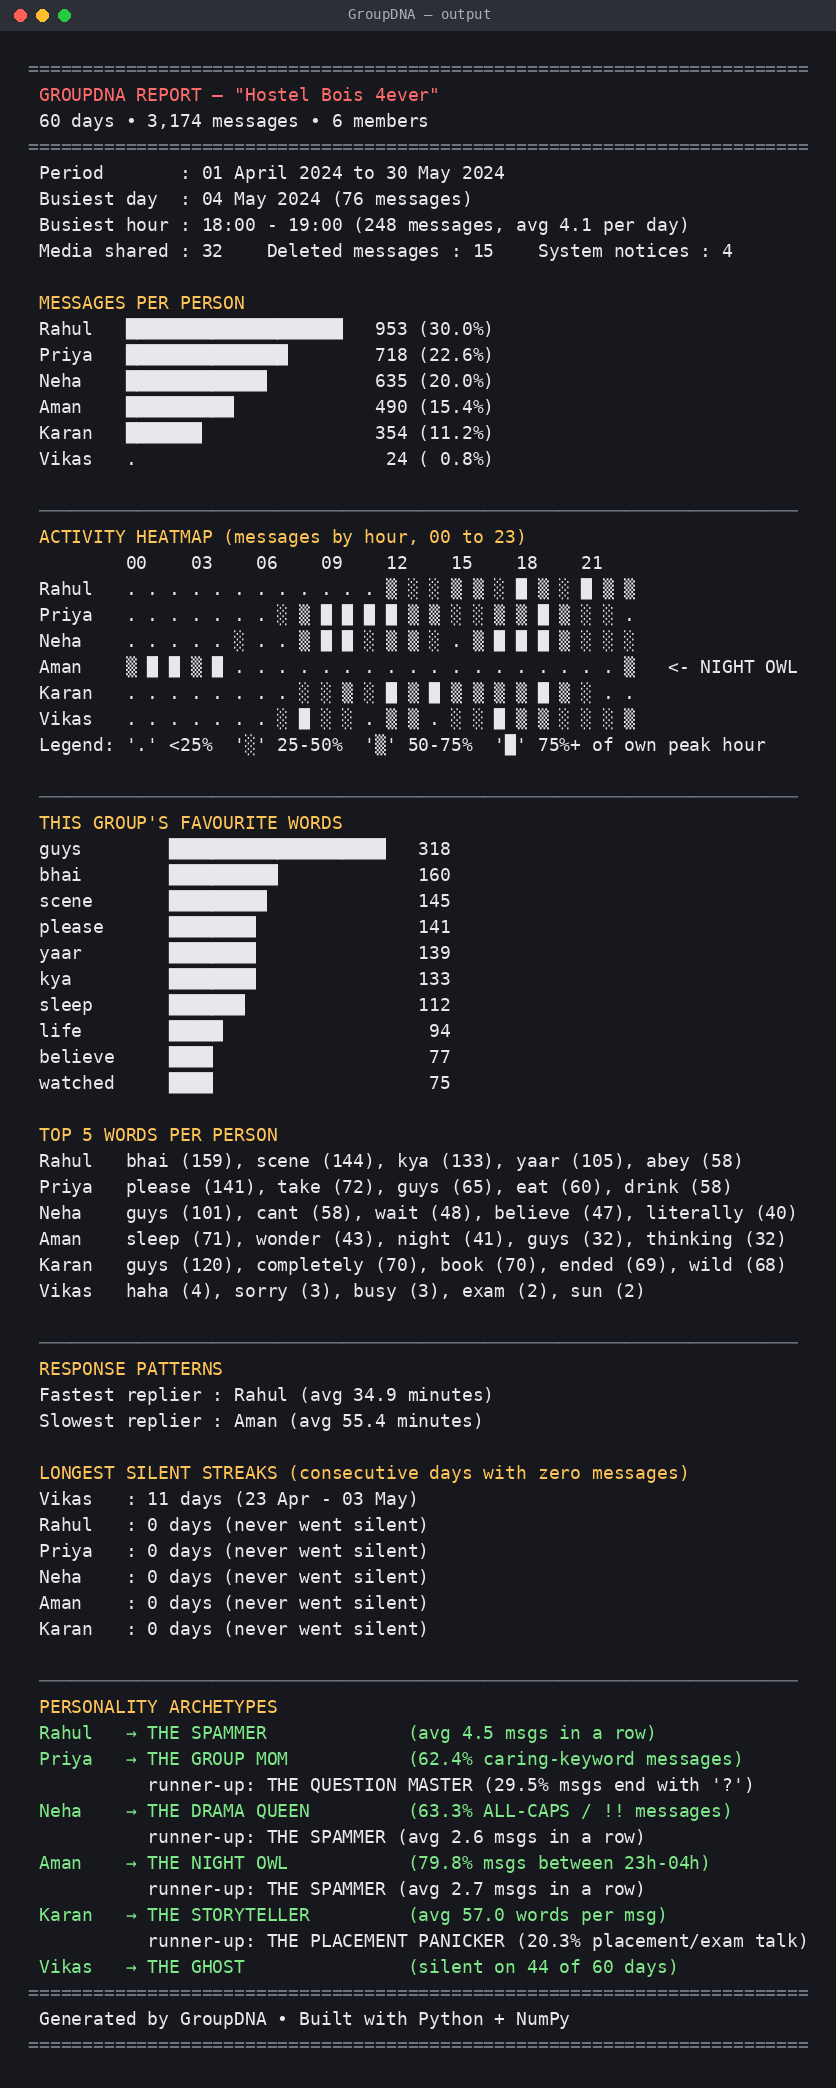 ========================================================================
GROUPDNA REPORT — "Hostel Bois 4ever"
60 days • 3,174 messages • 6 members
========================================================================
Period       : 01 April 2024 to 30 May 2024
Busiest day  : 04 May 2024 (76 messages)
Busiest hour : 18:00 - 19:00 (248 messages, avg 4.1 per day)
Media shared : 32    Deleted messages : 15    System notices : 4
MESSAGES PER PERSON
Rahul   ████████████████████   953 (30.0%)
Priya   ███████████████        718 (22.6%)
Neha    █████████████          635 (20.0%)
Aman    ██████████             490 (15.4%)
Karan   ███████                354 (11.2%)
Vikas   .                       24 ( 0.8%)
──────────────────────────────────────────────────────────────────────
ACTIVITY HEATMAP (messages by hour, 00 to 23)
        00    03    06    09    12    15    18    21
Rahul   . . . . . . . . . . . . ▒ ░ ░ ▒ ▒ ░ █ ▒ ░ █ ▒ ▒
Priya   . . . . . . . ░ ▒ █ █ █ █ ▒ ▒ ░ ░ ▒ ▒ █ ▒ ░ ░ .
Neha    . . . . . ░ . . ▒ █ █ ░ ▒ ▒ ░ . ▒ █ █ █ ▒ ░ ░ ░
Aman    ▒ █ █ ▒ █ . . . . . . . . . . . . . . . . . . ▒   <- NIGHT OWL
Karan   . . . . . . . . ░ ░ ▒ ░ █ ▒ █ ▒ ▒ ▒ ▒ █ ▒ ░ . .
Vikas   . . . . . . . ░ █ ░ ░ . ▒ ▒ . ░ ░ █ ▒ ▒ ░ ░ ░ ▒
Legend: '.' <25%  '░' 25-50%  '▒' 50-75%  '█' 75%+ of own peak hour
──────────────────────────────────────────────────────────────────────
THIS GROUP'S FAVOURITE WORDS
guys        ████████████████████   318
bhai        ██████████             160
scene       █████████              145
please      ████████               141
yaar        ████████               139
kya         ████████               133
sleep       ███████                112
life        █████                   94
believe     ████                    77
watched     ████                    75
TOP 5 WORDS PER PERSON
Rahul   bhai (159), scene (144), kya (133), yaar (105), abey (58)
Priya   please (141), take (72), guys (65), eat (60), drink (58)
Neha    guys (101), cant (58), wait (48), believe (47), literally (40)
Aman    sleep (71), wonder (43), night (41), guys (32), thinking (32)
Karan   guys (120), completely (70), book (70), ended (69), wild (68)
Vikas   haha (4), sorry (3), busy (3), exam (2), sun (2)
──────────────────────────────────────────────────────────────────────
RESPONSE PATTERNS
Fastest replier : Rahul (avg 34.9 minutes)
Slowest replier : Aman (avg 55.4 minutes)
LONGEST SILENT STREAKS (consecutive days with zero messages)
Vikas   : 11 days (23 Apr - 03 May)
Rahul   : 0 days (never went silent)
Priya   : 0 days (never went silent)
Neha    : 0 days (never went silent)
Aman    : 0 days (never went silent)
Karan   : 0 days (never went silent)
──────────────────────────────────────────────────────────────────────
PERSONALITY ARCHETYPES
Rahul   → THE SPAMMER             (avg 4.5 msgs in a row)
Priya   → THE GROUP MOM           (62.4% caring-keyword messages)
          runner-up: THE QUESTION MASTER (29.5% msgs end with '?')
Neha    → THE DRAMA QUEEN         (63.3% ALL-CAPS / !! messages)
          runner-up: THE SPAMMER (avg 2.6 msgs in a row)
Aman    → THE NIGHT OWL           (79.8% msgs between 23h-04h)
          runner-up: THE SPAMMER (avg 2.7 msgs in a row)
Karan   → THE STORYTELLER         (avg 57.0 words per msg)
          runner-up: THE PLACEMENT PANICKER (20.3% placement/exam talk)
Vikas   → THE GHOST               (silent on 44 of 60 days)
========================================================================
Generated by GroupDNA • Built with Python + NumPy
========================================================================
GroupDNA — output